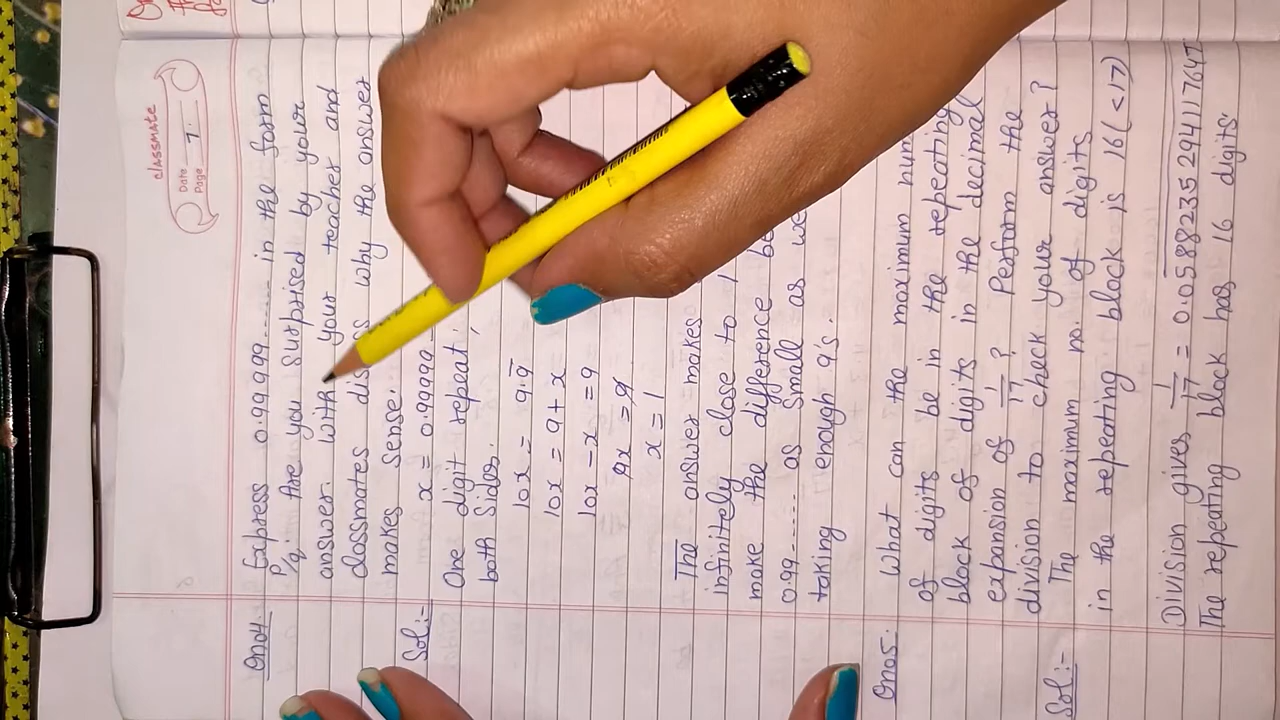 classmate
Date
Page 7.
Qno4. Express 0.99999....... in the form
P/q. Are you surprised by your
answer. With your teacher and
classmates why the answer
makes sense.
Sol:- x = 0.99999
One digit repeat
both sides.
10x = 9.9̅
10x = 9+x
10x - x = 9
9x = 9
x = 1
The answer makes
infinitely close to 1
make the difference
0.99...... as small as we
taking enough 9's.
Qno5. What can the maximum
of digits be in the repeating
block of digits in the decimal
expansion of 1/17? Perform the
division to check your answer?
Sol:- The maximum no. of digits
in the repeating block is 16(<17)
Division gives 1/17 = 0.0588235294117647
The repeating block has 16 digits.